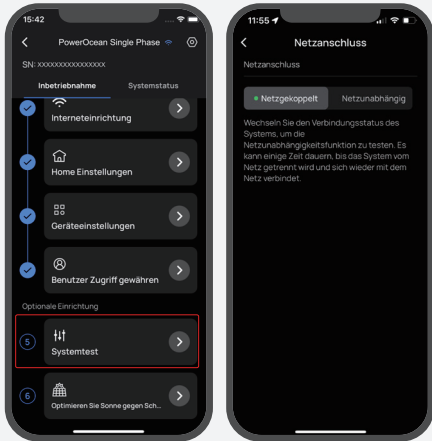 15:42
PowerOcean Single Phase
SN: xxxxxxxxxxxxxxxx
Inbetriebnahme
Systemstatus
Interneteinrichtung
Home Einstellungen
Geräteeinstellungen
Benutzer Zugriff gewähren
Optionale Einrichtung
5
Systemtest
6
Optimieren Sie Sonne gegen Sch...
11:55
Netzanschluss
Netzanschluss
Netzgekoppelt
Netzunabhängig
Wechseln Sie den Verbindungsstatus des
Systems, um die
Netzunabhängigkeitsfunktion zu testen. Es
kann einige Zeit dauern, bis das System vom
Netz getrennt wird und sich wieder mit dem
Netz verbindet.